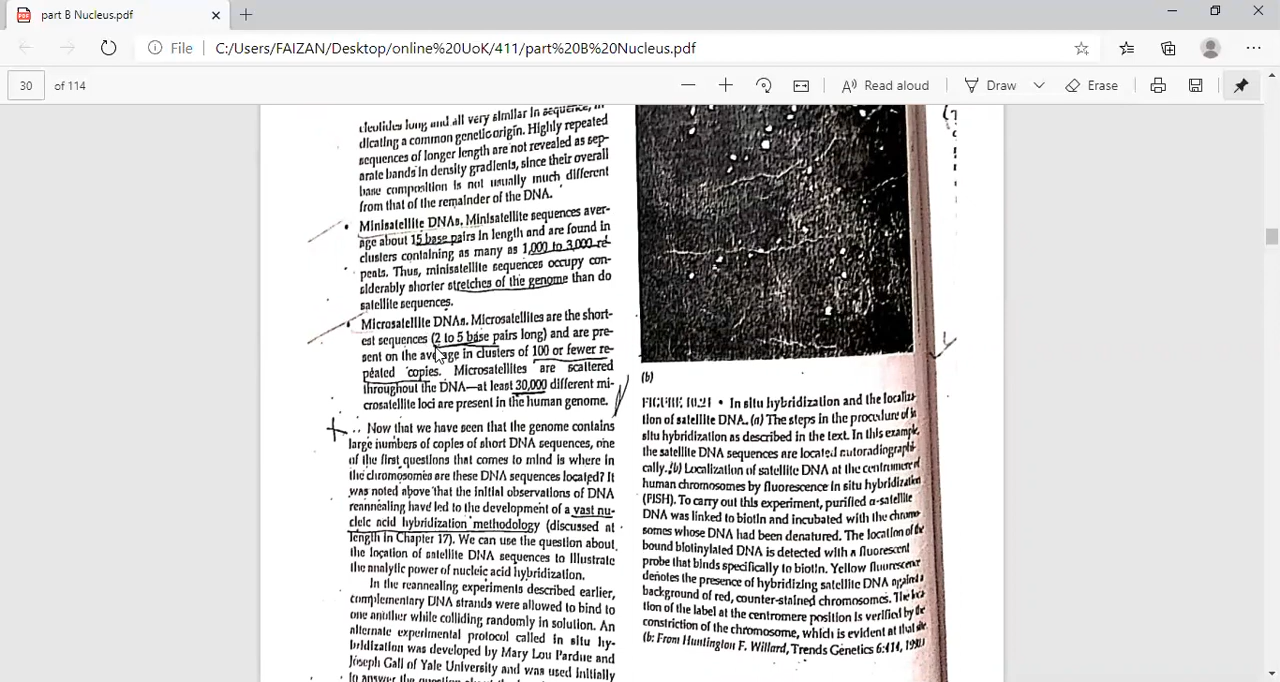 part B Nucleus.pdf
File
C:/Users/FAIZAN/Desktop/online%20UoK/411/part%20B%20Nucleus.pdf
30 of 114
Read aloud
Draw
Erase
cleotides long and all very similar in sequence, in-
dicating a common genetic origin. Highly repeated
sequences of longer length are not revealed as sep-
arate bands in density gradients, since their overall
base composition is not usually much different
from that of the remainder of the DNA.
• Minisatellite DNAs. Minisatellite sequences aver-
age about 15 base pairs in length and are found in
clusters containing as many as 1,000 to 3,000 re-
peats. Thus, minisatellite sequences occupy con-
siderably shorter stretches of the genome than do
satellite sequences.
• Microsatellite DNAs. Microsatellites are the short-
est sequences (2 to 5 base pairs long) and are pre-
sent on the average in clusters of 100 or fewer re-
peated copies. Microsatellites are scattered
throughout the DNA—at least 30,000 different mi-
crosatellite loci are present in the human genome.
Now that we have seen that the genome contains
large numbers of copies of short DNA sequences, one
of the first questions that comes to mind is where in
the chromosomes are these DNA sequences located? It
was noted above that the initial observations of DNA
reannealing have led to the development of a vast nu-
cleic acid hybridization methodology (discussed at
length in Chapter 17). We can use the question about
the location of satellite DNA sequences to illustrate
the analytic power of nucleic acid hybridization.
In the reannealing experiments described earlier,
complementary DNA strands were allowed to bind to
one another while colliding randomly in solution. An
alternate experimental protocol called in situ hy-
bridization was developed by Mary Lou Pardue and
Joseph Gall of Yale University and was used initially
to answer the question about the
(b)
FIGURE 10.21 • In situ hybridization and the localiza-
tion of satellite DNA. (a) The steps in the procedure of in
situ hybridization as described in the text. In this example,
the satellite DNA sequences are located autoradiographi-
cally. (b) Localization of satellite DNA at the centromere of
human chromosomes by fluorescence in situ hybridization
(FISH). To carry out this experiment, purified α-satellite
DNA was linked to biotin and incubated with the chromo-
somes whose DNA had been denatured. The location of the
bound biotinylated DNA is detected with a fluorescent
probe that binds specifically to biotin. Yellow fluorescence
denotes the presence of hybridizing satellite DNA against a
background of red, counter-stained chromosomes. The loca-
tion of the label at the centromere position is verified by the
constriction of the chromosome, which is evident at that site.
(b: From Huntington F. Willard, Trends Genetics 6:414, 1990)